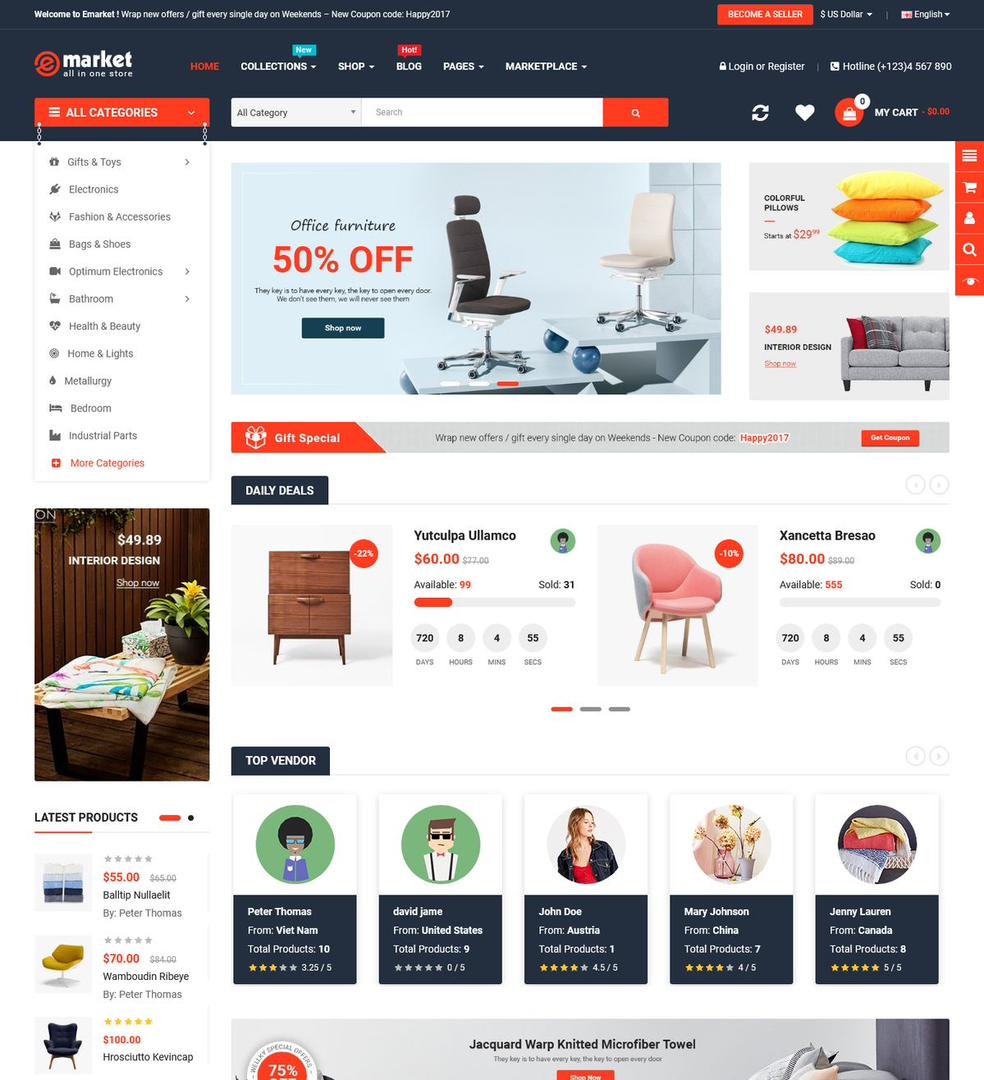 Welcome to Emarket ! Wrap new offers / gift every single day on Weekends – New Coupon code: Happy2017
BECOME A SELLER
$ US Dollar
English
market
all in one store
New
Hot!
HOME
COLLECTIONS
SHOP
BLOG
PAGES
MARKETPLACE
Login or Register
Hotline (+123)4 567 890
ALL CATEGORIES
All Category
Search
0
MY CART - $0.00
Gifts & Toys
Electronics
Fashion & Accessories
Bags & Shoes
Optimum Electronics
Bathroom
Health & Beauty
Home & Lights
Metallurgy
Bedroom
Industrial Parts
More Categories
Office furniture
50% OFF
They key is to have every key, the key to open every door.
We don't see them, we will never see them
Shop now
COLORFUL
PILLOWS
Starts at $29.99
$49.89
INTERIOR DESIGN
Shop now
Gift Special
Wrap new offers / gift every single day on Weekends - New Coupon code: Happy2017
Get Coupon
DAILY DEALS
-22%
Yutculpa Ullamco
$60.00 $77.00
Available: 99
Sold: 31
720 8 4 55
DAYS HOURS MINS SECS
-10%
Xancetta Bresao
$80.00 $89.00
Available: 555
Sold: 0
720 8 4 55
DAYS HOURS MINS SECS
ON
$49.89
INTERIOR DESIGN
Shop now
TOP VENDOR
Peter Thomas
From: Viet Nam
Total Products: 10
3.25 / 5
david jame
From: United States
Total Products: 9
0 / 5
John Doe
From: Austria
Total Products: 1
4.5 / 5
Mary Johnson
From: China
Total Products: 7
4 / 5
Jenny Lauren
From: Canada
Total Products: 8
5 / 5
LATEST PRODUCTS
$55.00 $65.00
Balltip Nullaelit
By: Peter Thomas
$70.00 $84.00
Wamboudin Ribeye
By: Peter Thomas
$100.00
Hrosciutto Kevincap
WELLKY SPECIAL OFFERS
75%
Jacquard Warp Knitted Microfiber Towel
They key is to have every key, the key to open every door
Shop Now